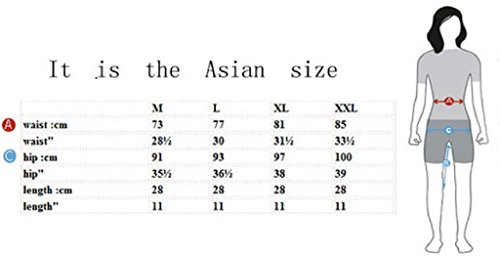 It is the Asian size
M L XL XXL
A waist :cm 73 77 81 85
waist" 28½ 30 31½ 33½
C hip :cm 91 93 97 100
hip" 35½ 36½ 38 39
length :cm 28 28 28 28
length" 11 11 11 11
A
C
B